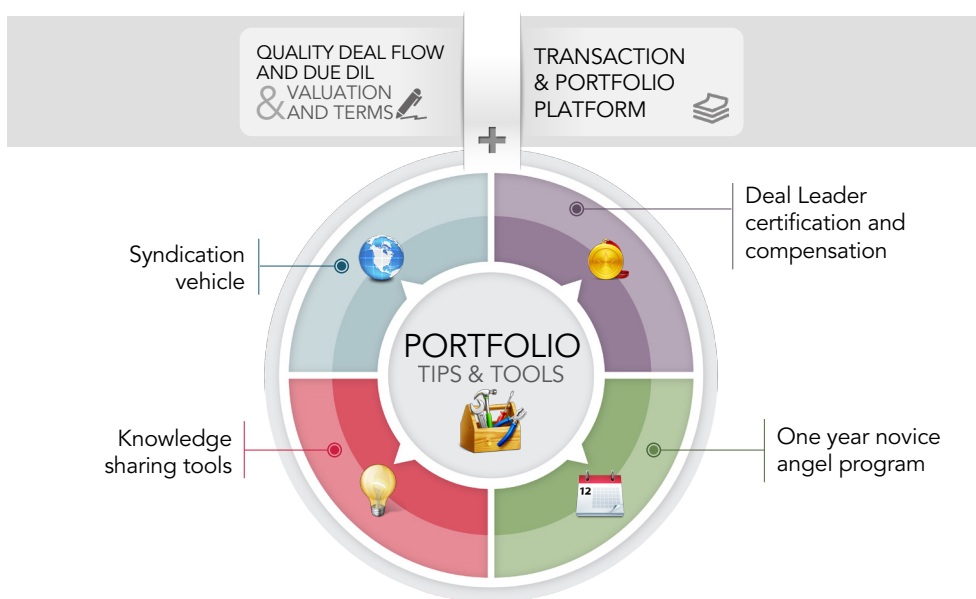 QUALITY DEAL FLOW
AND DUE DIL
& VALUATION
AND TERMS
TRANSACTION
& PORTFOLIO
PLATFORM
+
Syndication
vehicle
Deal Leader
certification and
compensation
PORTFOLIO
TIPS & TOOLS
Knowledge
sharing tools
12
One year novice
angel program